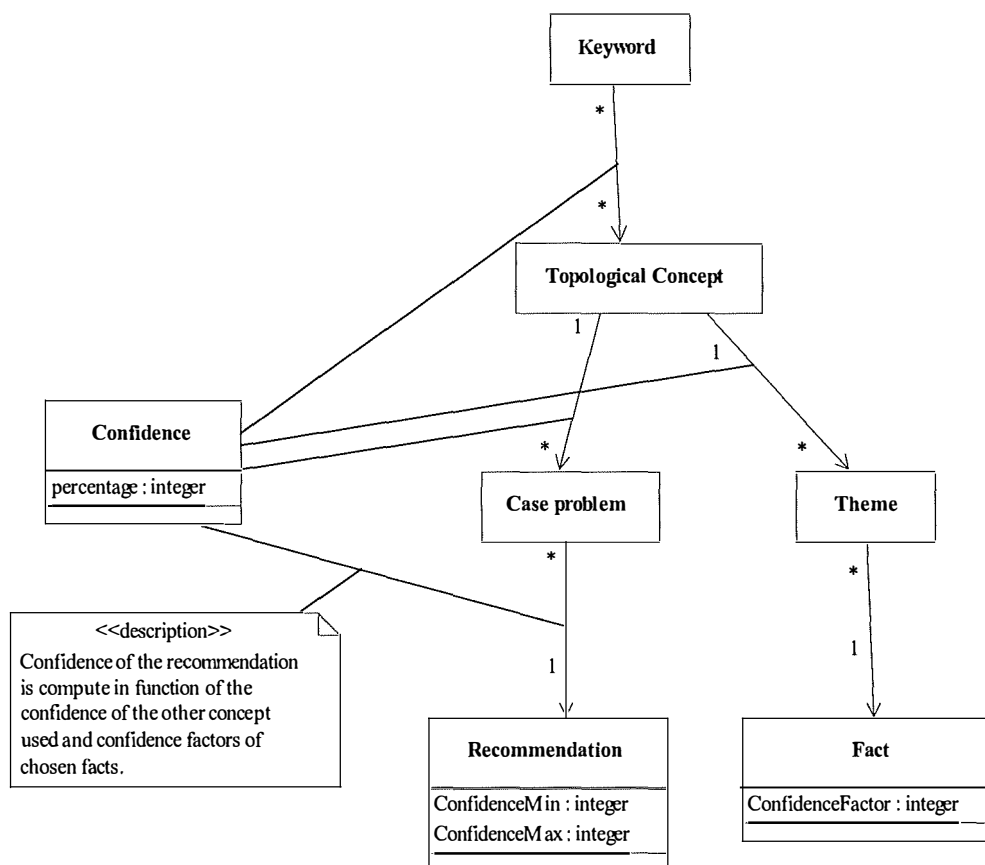 Keyword
*
*
Topological Concept
1
1
Confidence
percentage : integer
*
*
Case problem
Theme
*
*
<<description>>
Confidence of the recommendation
is compute in function of the
confidence of the other concept
used and confidence factors of
chosen facts.
1
1
Recommendation
ConfidenceMin : integer
ConfidenceMax : integer
Fact
ConfidenceFactor : integer